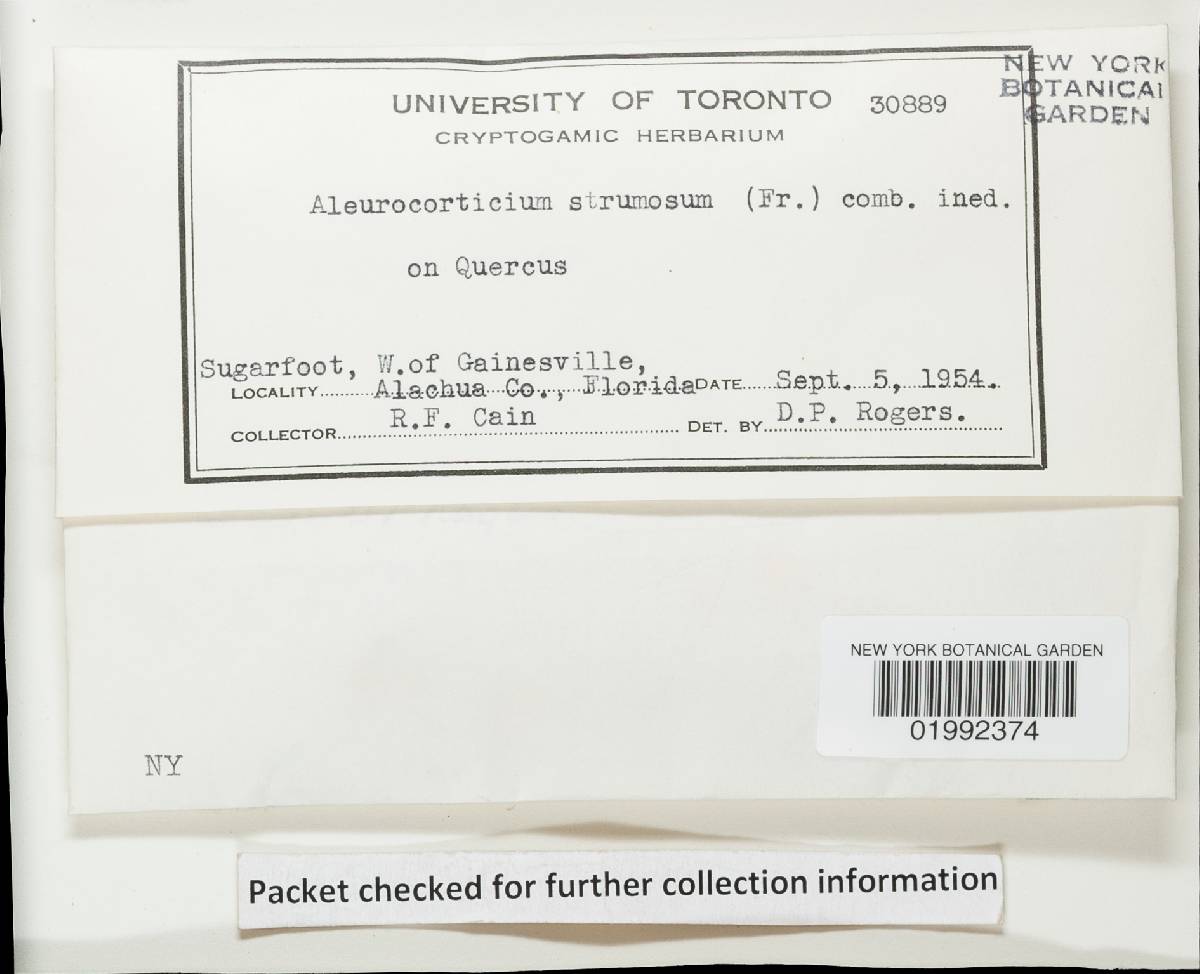 UNIVERSITY OF TORONTO 30889
CRYPTOGAMIC HERBARIUM
NEW YORK
BOTANICAL
GARDEN
Aleurocorticium strumosum (Fr.) comb. ined.
on Quercus
Sugarfoot, W.of Gainesville,
LOCALITY Alachua Co., Florida DATE Sept. 5, 1954.
COLLECTOR R.F. Cain DET. BY D.P. Rogers.
NEW YORK BOTANICAL GARDEN
01992374
NY
Packet checked for further collection information